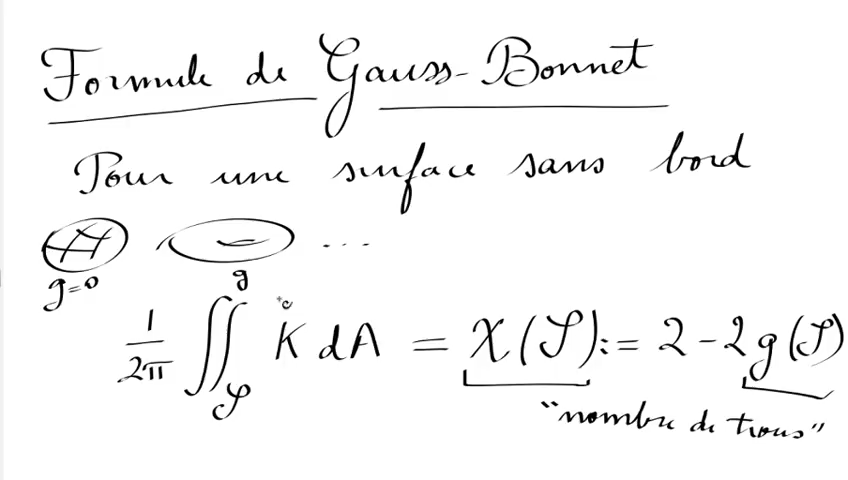 Formule de Gauss-Bonnet
Pour une surface sans bord
...
g=0
g
1/2π ∬_𝒮 K dA = χ(𝒮) := 2 - 2g(𝒮)
"nombre de trous"